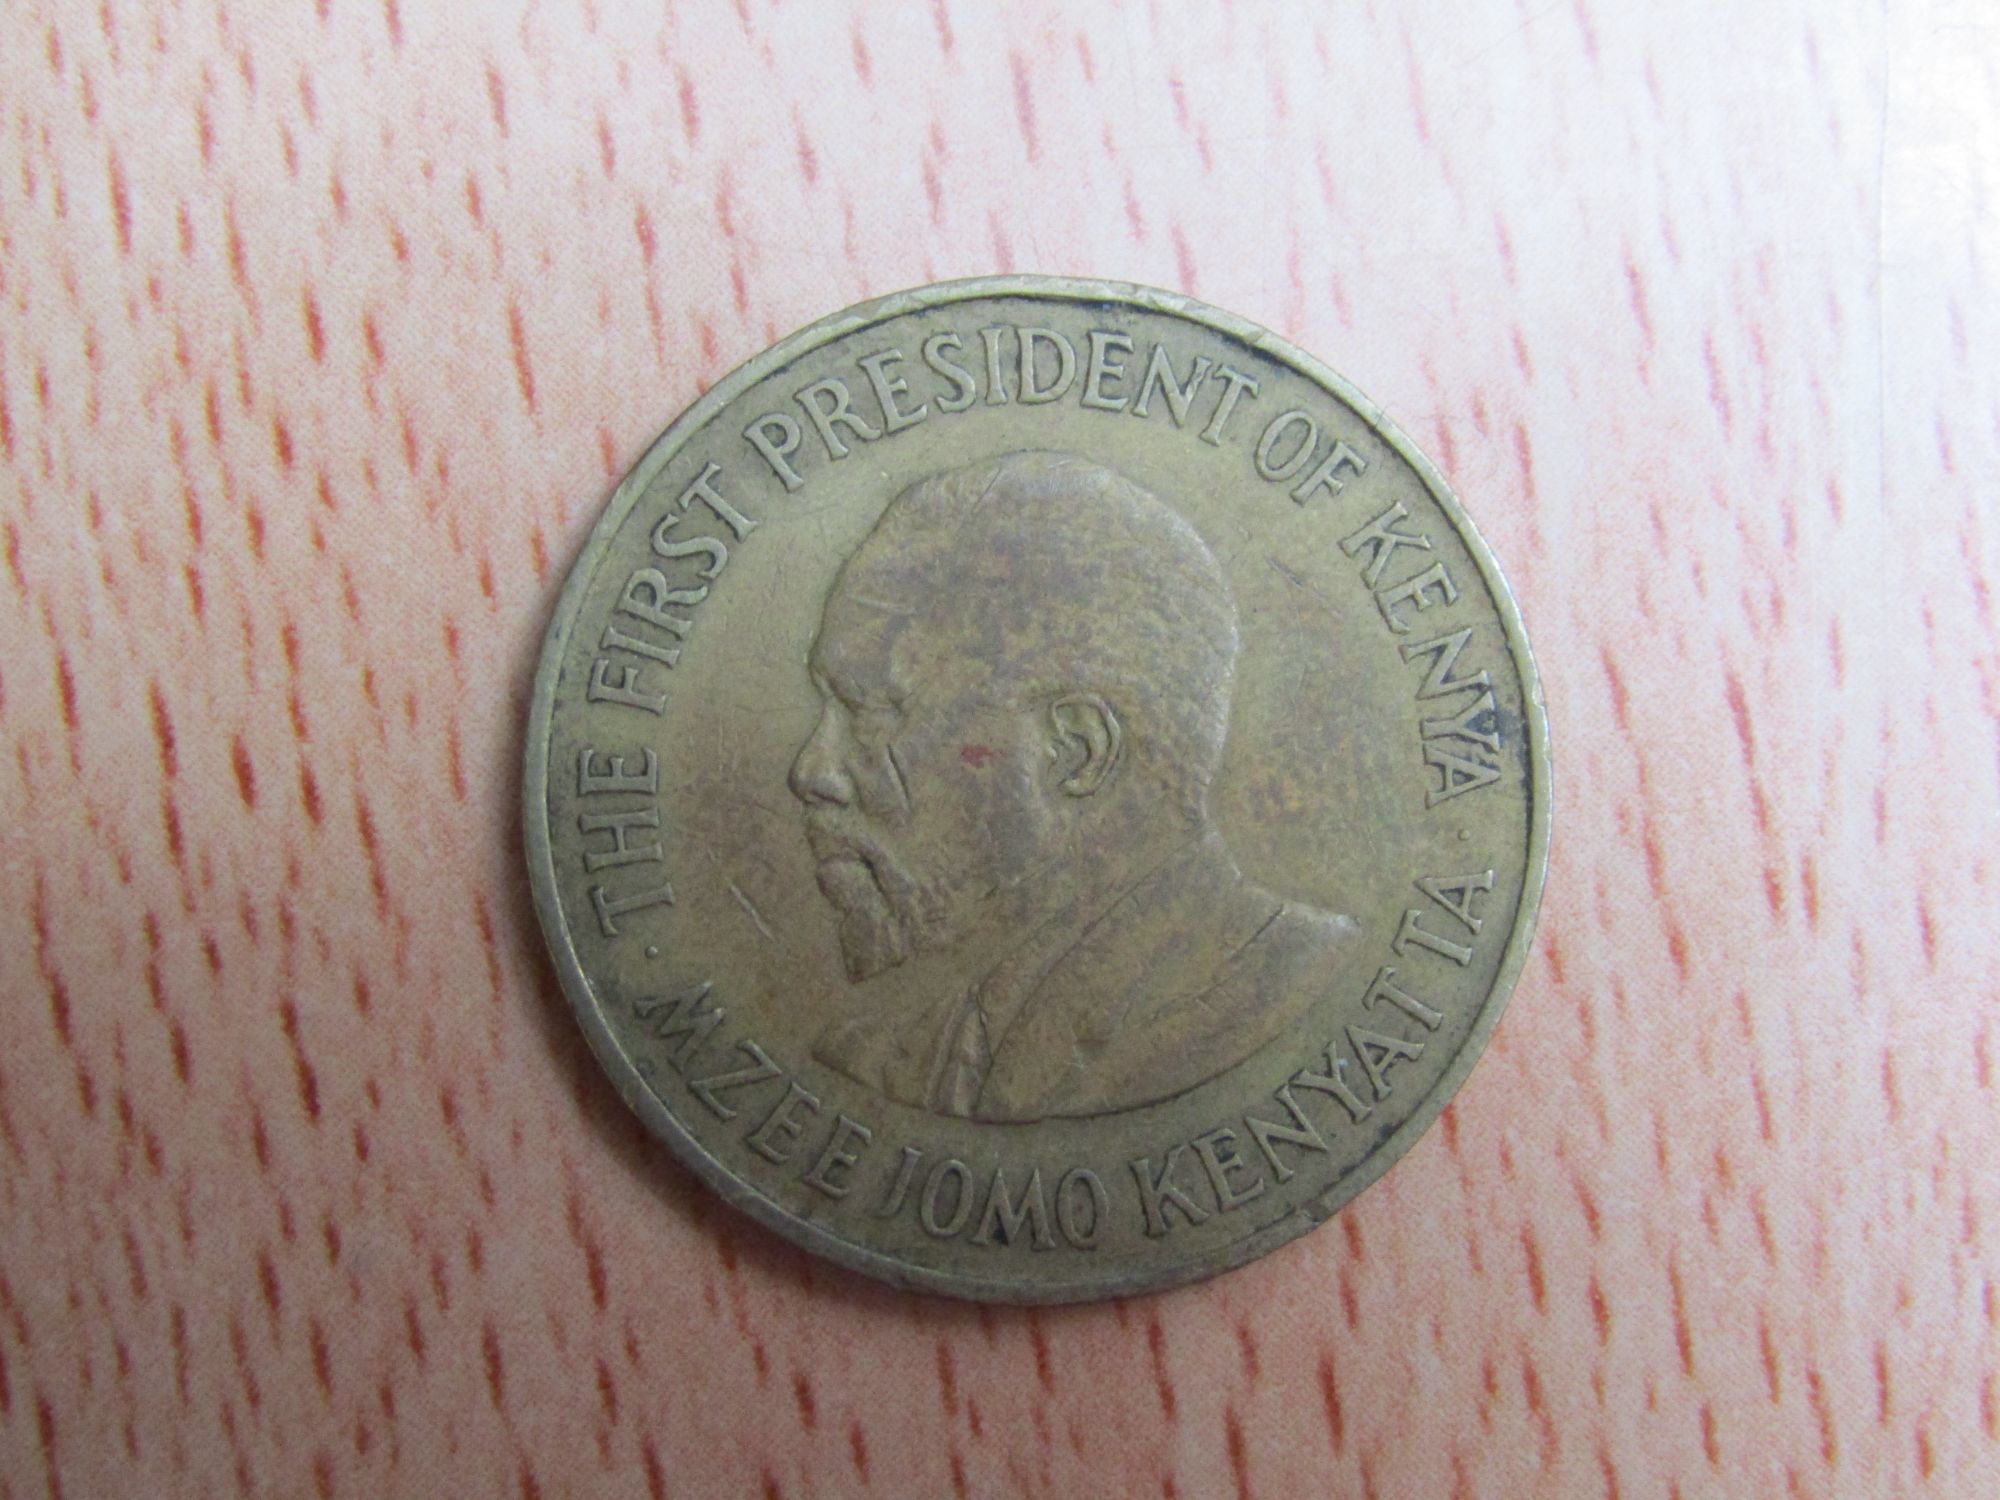 · THE FIRST PRESIDENT OF KENYA ·
MZEE JOMO KENYATTA